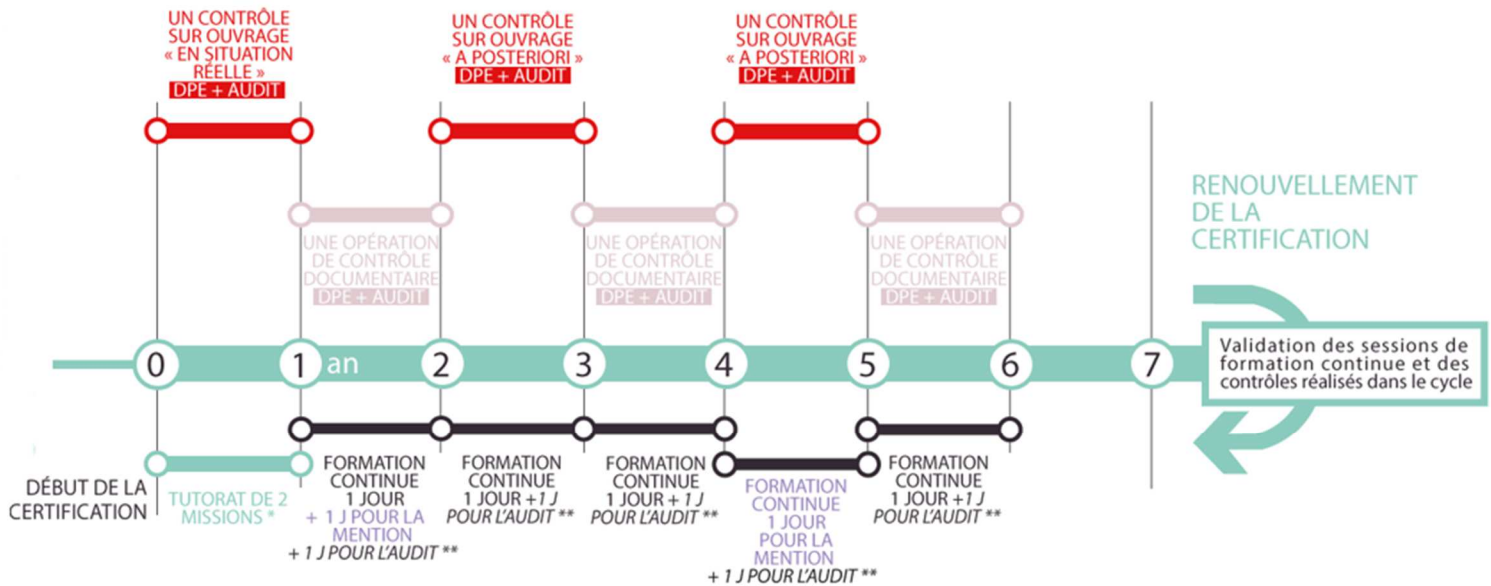 UN CONTRÔLE
SUR OUVRAGE
« EN SITUATION
RÉELLE »
DPE + AUDIT
UN CONTRÔLE
SUR OUVRAGE
« A POSTERIORI »
DPE + AUDIT
UN CONTRÔLE
SUR OUVRAGE
« A POSTERIORI »
DPE + AUDIT
UNE OPÉRATION
DE CONTRÔLE
DOCUMENTAIRE
DPE + AUDIT
UNE OPÉRATION
DE CONTRÔLE
DOCUMENTAIRE
DPE + AUDIT
UNE OPÉRATION
DE CONTRÔLE
DOCUMENTAIRE
DPE + AUDIT
RENOUVELLEMENT
DE LA
CERTIFICATION
0 1 an 2 3 4 5 6 7
Validation des sessions de
formation continue et des
contrôles réalisés dans le cycle
DÉBUT DE LA
CERTIFICATION
TUTORAT DE 2
MISSIONS *
FORMATION
CONTINUE
1 JOUR
+ 1 J POUR LA
MENTION
+ 1 J POUR L'AUDIT **
FORMATION
CONTINUE
1 JOUR +1 J
POUR L'AUDIT **
FORMATION
CONTINUE
1 JOUR + 1 J
POUR L'AUDIT **
FORMATION
CONTINUE
1 JOUR
POUR LA
MENTION
+ 1 J POUR L'AUDIT **
FORMATION
CONTINUE
1 JOUR +1 J
POUR L'AUDIT **